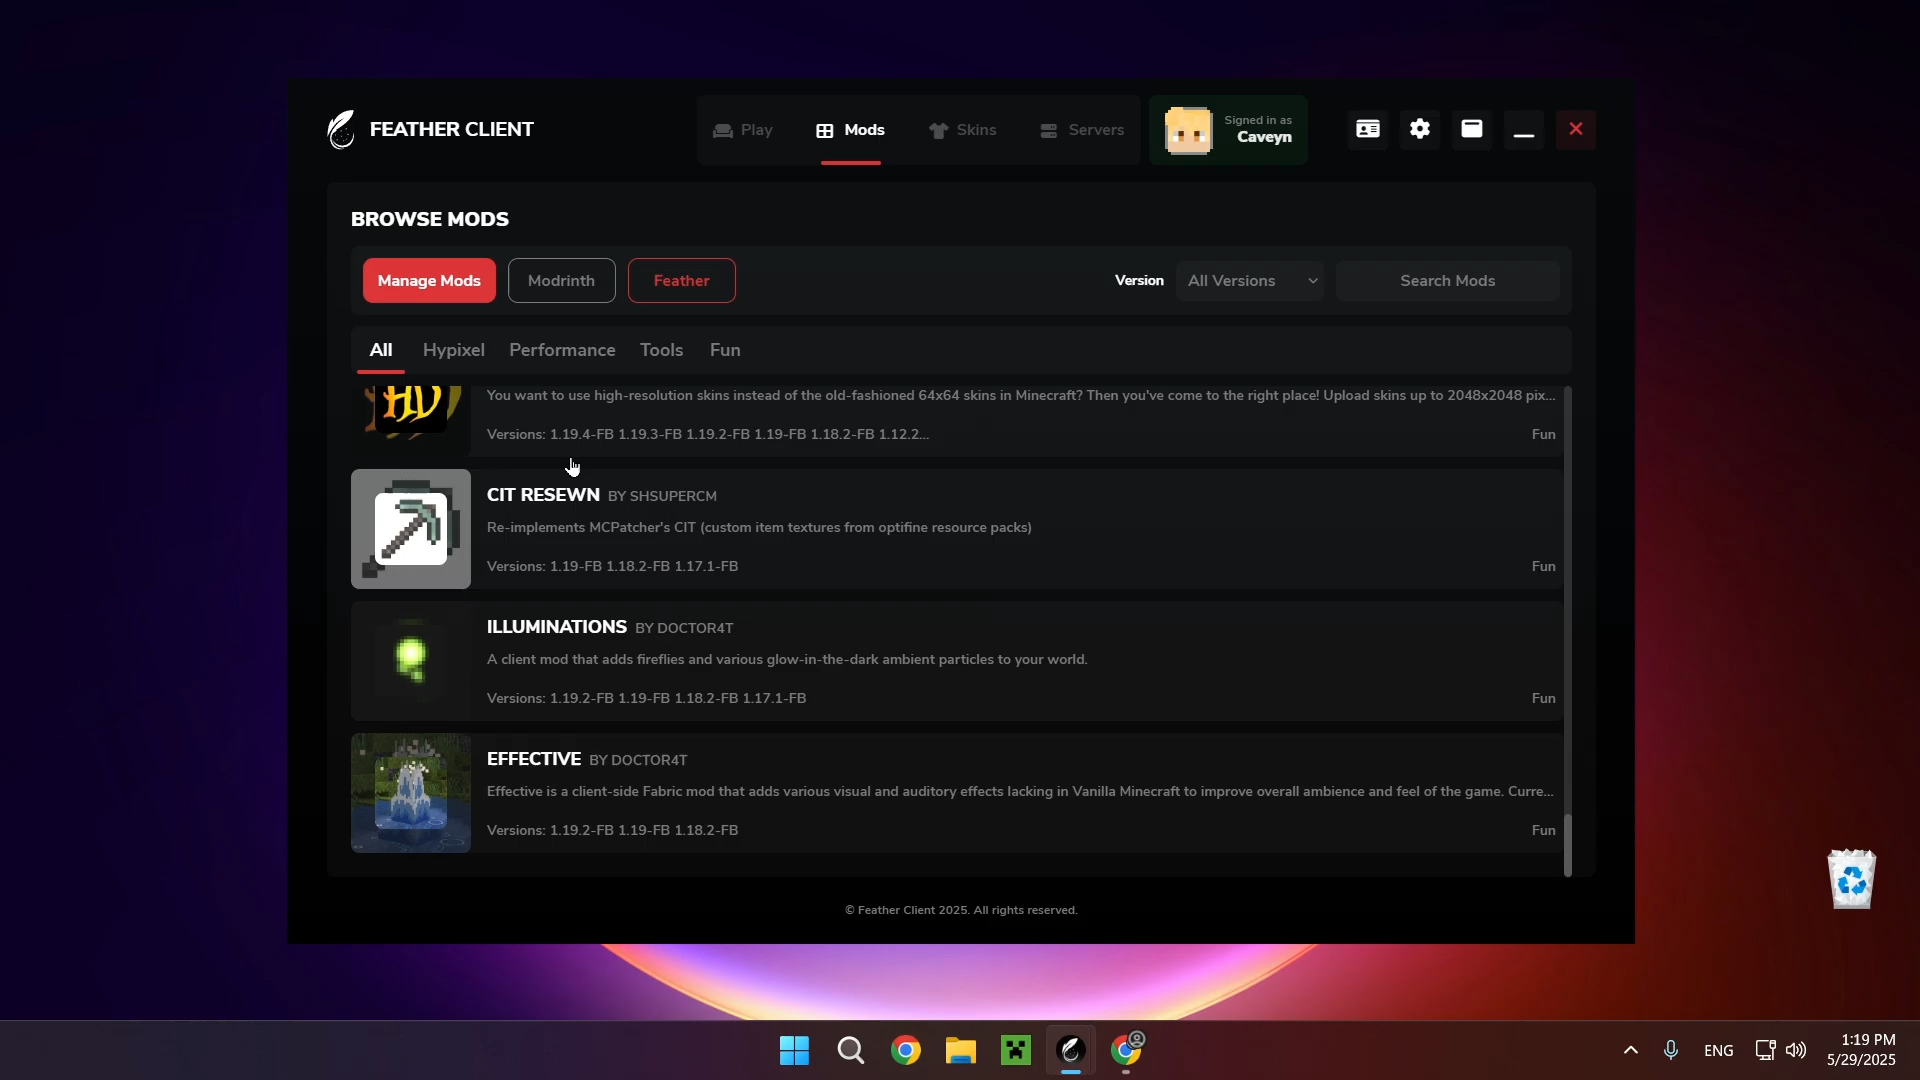 FEATHER CLIENT
Play
Mods
Skins
Servers
Signed in as
Caveyn
BROWSE MODS
Manage Mods
Modrinth
Feather
Version
All Versions
Search Mods
All
Hypixel
Performance
Tools
Fun
HD
You want to use high-resolution skins instead of the old-fashioned 64x64 skins in Minecraft? Then you've come to the right place! Upload skins up to 2048x2048 pix...
Versions: 1.19.4-FB 1.19.3-FB 1.19.2-FB 1.19-FB 1.18.2-FB 1.12.2...
Fun
CIT RESEWN BY SHSUPERCM
Re-implements MCPatcher's CIT (custom item textures from optifine resource packs)
Versions: 1.19-FB 1.18.2-FB 1.17.1-FB
Fun
ILLUMINATIONS BY DOCTOR4T
A client mod that adds fireflies and various glow-in-the-dark ambient particles to your world.
Versions: 1.19.2-FB 1.19-FB 1.18.2-FB 1.17.1-FB
Fun
EFFECTIVE BY DOCTOR4T
Effective is a client-side Fabric mod that adds various visual and auditory effects lacking in Vanilla Minecraft to improve overall ambience and feel of the game. Curre...
Versions: 1.19.2-FB 1.19-FB 1.18.2-FB
Fun
© Feather Client 2025. All rights reserved.
ENG
1:19 PM
5/29/2025